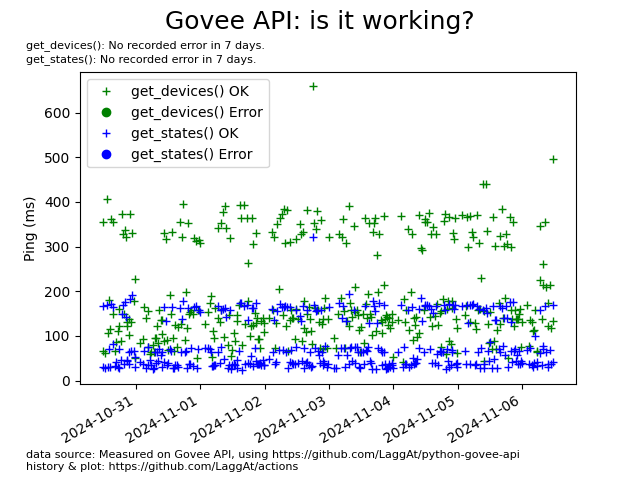 Govee API: is it working?
get_devices(): No recorded error in 7 days.
get_states(): No recorded error in 7 days.
get_devices() OK
get_devices() Error
get_states() OK
get_states() Error
Ping (ms)
600
500
400
300
200
100
0
2024-10-31
2024-11-01
2024-11-02
2024-11-03
2024-11-04
2024-11-05
2024-11-06
data source: Measured on Govee API, using https://github.com/LaggAt/python-govee-api
history & plot: https://github.com/LaggAt/actions